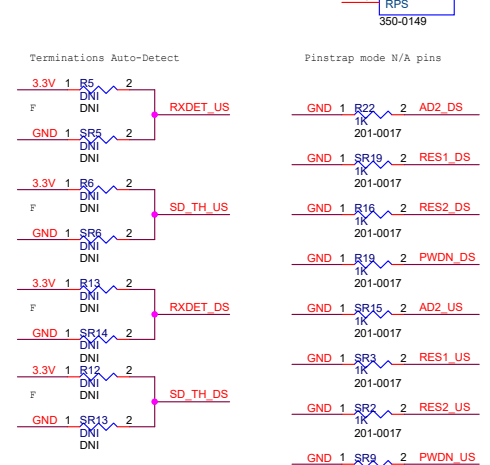 RPS
350-0149
Terminations Auto-Detect
3.3V 1 R5 2
DNI
F DNI
RXDET_US
GND 1 SR5 2
DNI
DNI
3.3V 1 R6 2
DNI
F DNI
SD_TH_US
GND 1 SR6 2
DNI
DNI
3.3V 1 R13 2
DNI
F DNI
RXDET_DS
GND 1 SR14 2
DNI
DNI
3.3V 1 R12 2
DNI
F DNI
SD_TH_DS
GND 1 SR13 2
DNI
DNI
Pinstrap mode N/A pins
GND 1 R22 2 AD2_DS
1K
201-0017
GND 1 SR19 2 RES1_DS
1K
201-0017
GND 1 R16 2 RES2_DS
1K
201-0017
GND 1 R19 2 PWDN_DS
1K
201-0017
GND 1 SR15 2 AD2_US
1K
201-0017
GND 1 SR3 2 RES1_US
1K
201-0017
GND 1 SR2 2 RES2_US
1K
201-0017
GND 1 SR9 2 PWDN_US